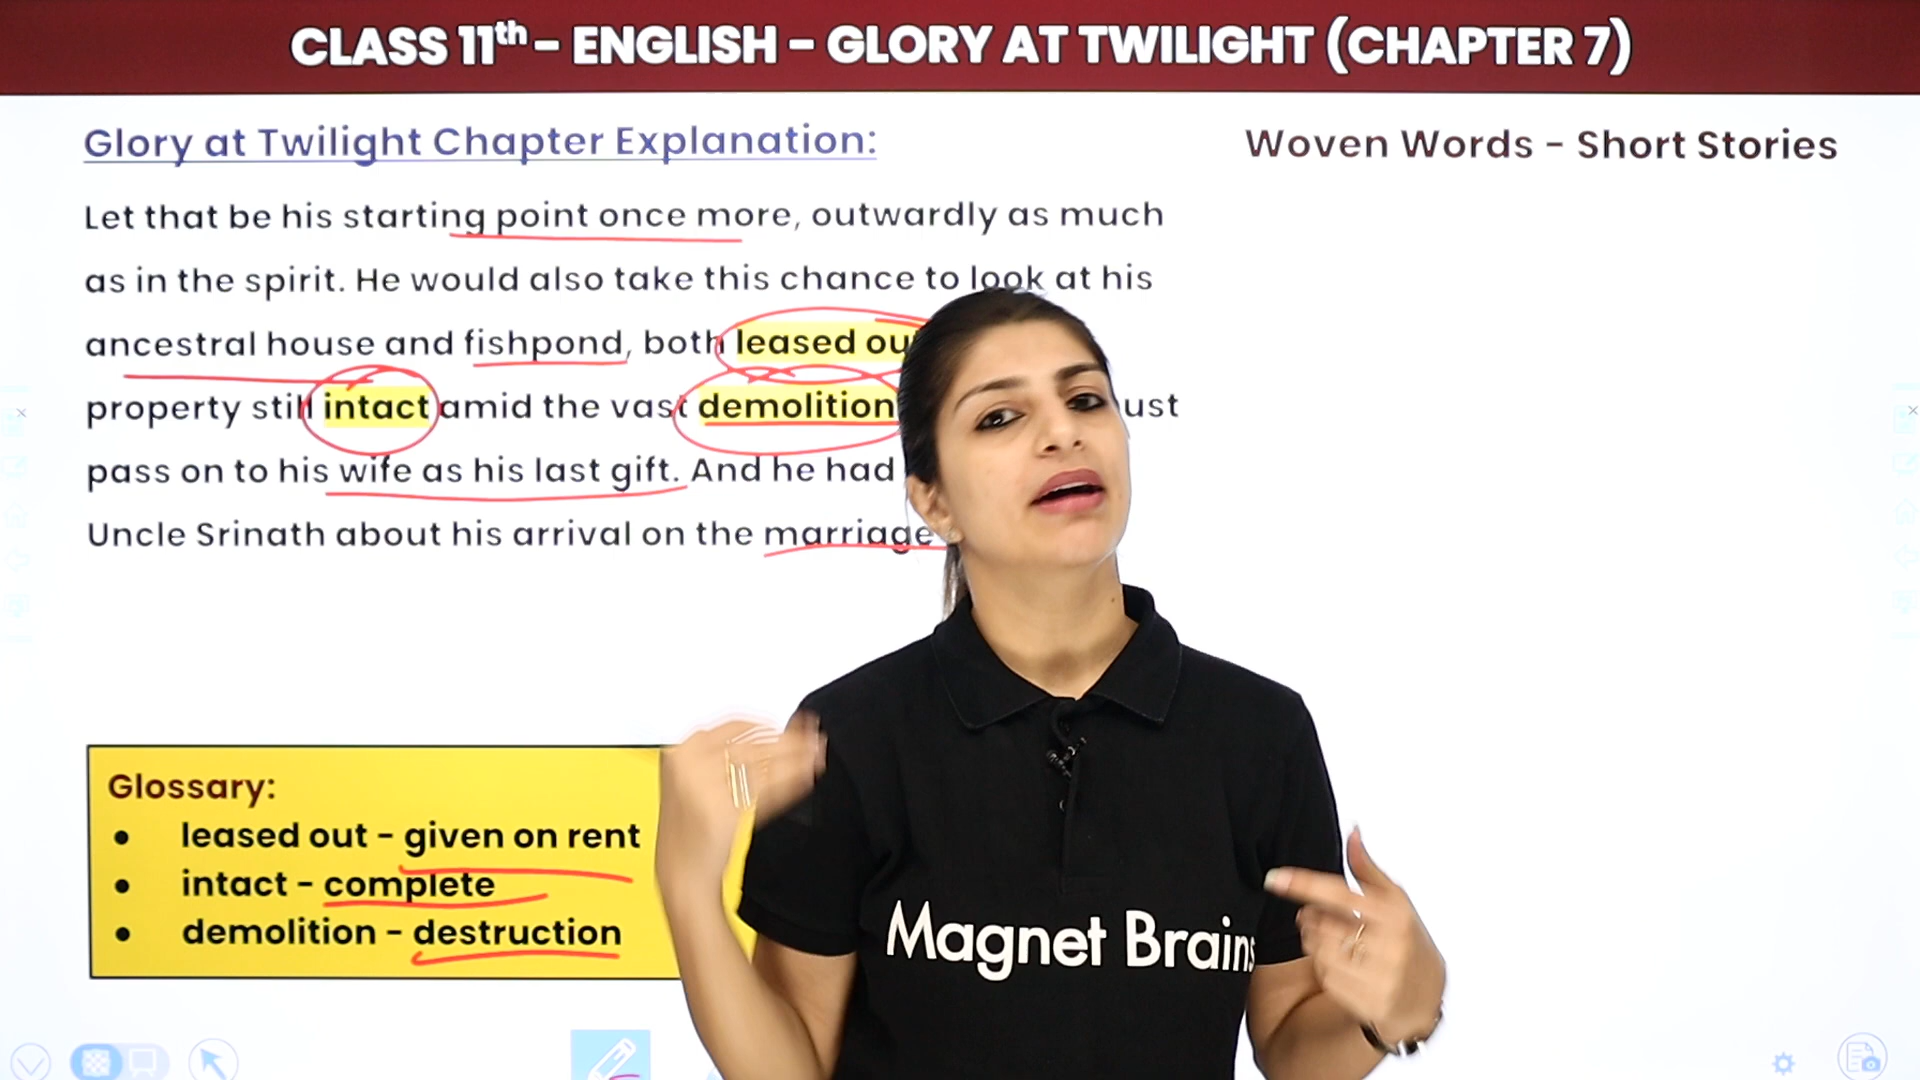 CLASS 11th - ENGLISH - GLORY AT TWILIGHT (CHAPTER 7)
Glory at Twilight Chapter Explanation:
Woven Words - Short Stories
Let that be his starting point once more, outwardly as much
as in the spirit. He would also take this chance to look at his
ancestral house and fishpond, both leased
property still intact amid the vast demolition
pass on to his wife as his last gift. And he had
Uncle Srinath about his arrival on the marriage
Glossary:
• leased out - given on rent
• intact - complete
• demolition - destruction
Magnet Brains